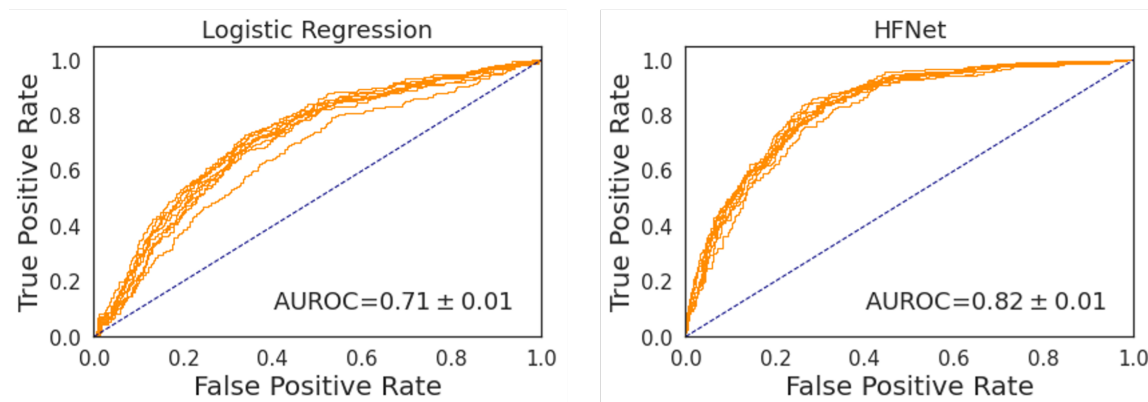 Logistic Regression
True Positive Rate
1.0
0.8
0.6
0.4
0.2
0.0
AUROC=0.71 ± 0.01
0.0 0.2 0.4 0.6 0.8 1.0
False Positive Rate
HFNet
True Positive Rate
1.0
0.8
0.6
0.4
0.2
0.0
AUROC=0.82 ± 0.01
0.0 0.2 0.4 0.6 0.8 1.0
False Positive Rate